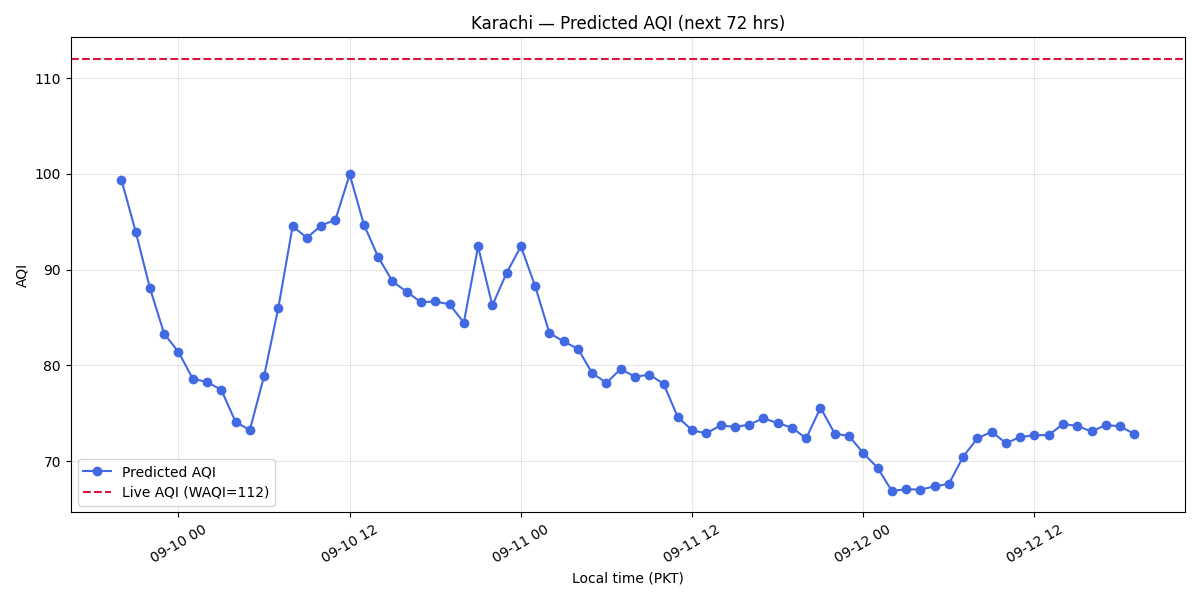 Karachi — Predicted AQI (next 72 hrs)
AQI
110
100
90
80
70
Predicted AQI
Live AQI (WAQI=112)
09-10 00
09-10 12
09-11 00
09-11 12
09-12 00
09-12 12
Local time (PKT)